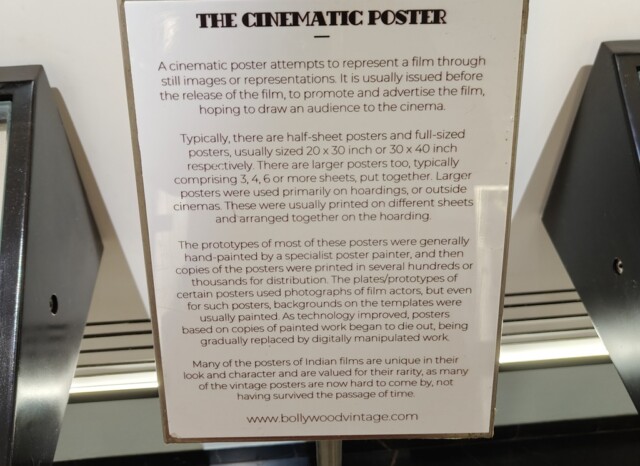 THE CINEMATIC POSTER
A cinematic poster attempts to represent a film through
still images or representations. It is usually issued before
the release of the film, to promote and advertise the film,
hoping to draw an audience to the cinema.
Typically, there are half-sheet posters and full-sized
posters, usually sized 20 x 30 inch or 30 x 40 inch
respectively. There are larger posters too, typically
comprising 3, 4, 6 or more sheets, put together. Larger
posters were used primarily on hoardings, or outside
cinemas. These were usually printed on different sheets
and arranged together on the hoarding.
The prototypes of most of these posters were generally
hand-painted by a specialist poster painter, and then
copies of the posters were printed in several hundreds or
thousands for distribution. The plates/prototypes of
certain posters used photographs of film actors, but even
for such posters, backgrounds on the templates were
usually painted. As technology improved, posters
based on copies of painted work began to die out, being
gradually replaced by digitally manipulated work.
Many of the posters of Indian films are unique in their
look and character and are valued for their rarity, as many
of the vintage posters are now hard to come by, not
having survived the passage of time.
www.bollywoodvintage.com